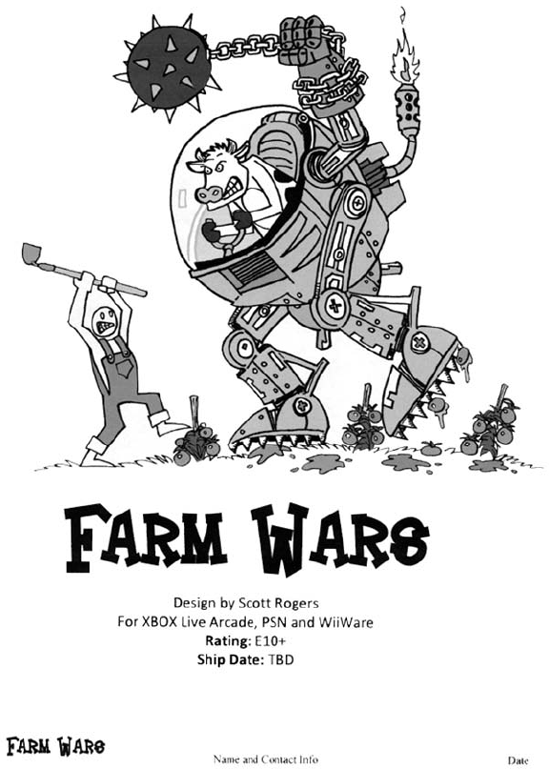 FARM WARS
Design by Scott Rogers
For XBOX Live Arcade, PSN and WiiWare
Rating: E10+
Ship Date: TBD
FARM WARS
Name and Contact Info
Date